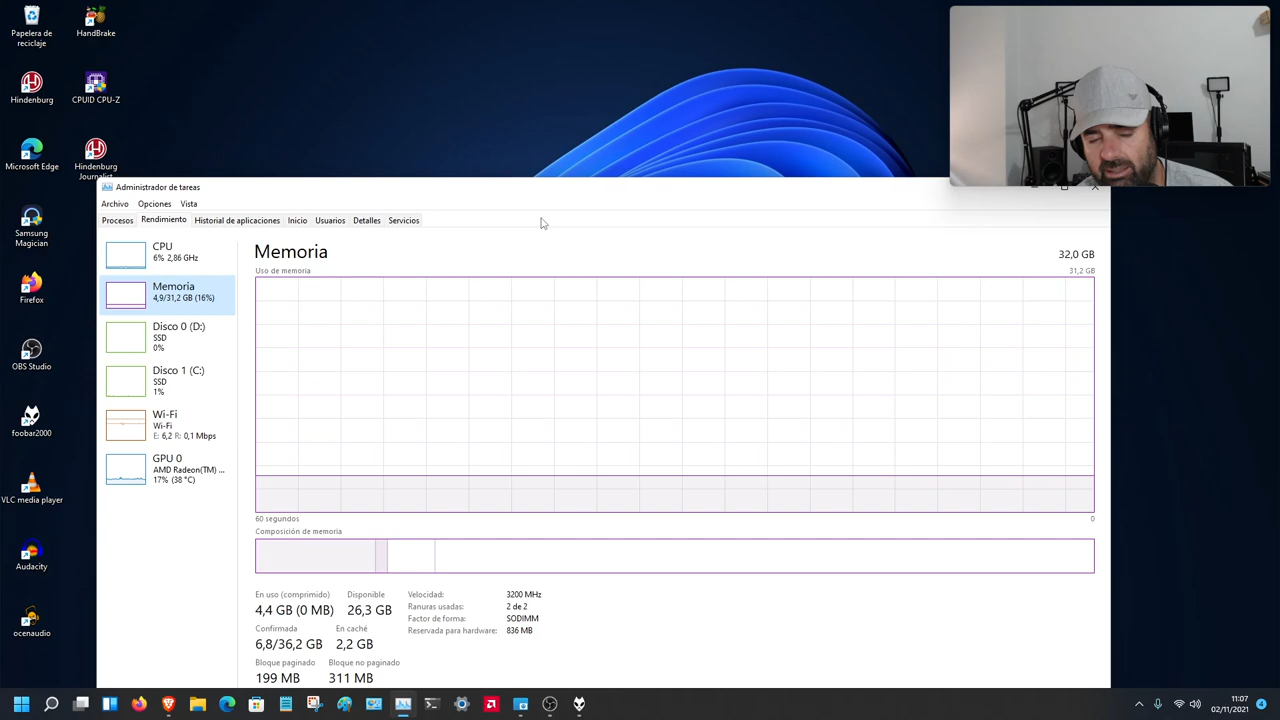 Papelera de
reciclaje
HandBrake
Hindenburg
CPUID CPU-Z
Microsoft Edge
Hindenburg
Journalist
Samsung
Magician
Firefox
OBS Studio
foobar2000
VLC media player
Audacity
ocenaudio
Administrador de tareas
Archivo Opciones Vista
Procesos Rendimiento Historial de aplicaciones Inicio Usuarios Detalles Servicios
CPU
6% 2,86 GHz
Memoria
4,9/31,2 GB (16%)
Disco 0 (D:)
SSD
0%
Disco 1 (C:)
SSD
1%
Wi-Fi
Wi-Fi
E: 6,2 R: 0,1 Mbps
GPU 0
AMD Radeon(TM) ...
17% (38 °C)
Memoria 32,0 GB
Uso de memoria 31,2 GB
60 segundos 0
Composición de memoria
En uso (comprimido) Disponible
4,4 GB (0 MB) 26,3 GB
Confirmada En caché
6,8/36,2 GB 2,2 GB
Bloque paginado Bloque no paginado
199 MB 311 MB
Velocidad: 3200 MHz
Ranuras usadas: 2 de 2
Factor de forma: SODIMM
Reservada para hardware: 836 MB
11:07
02/11/2021
4